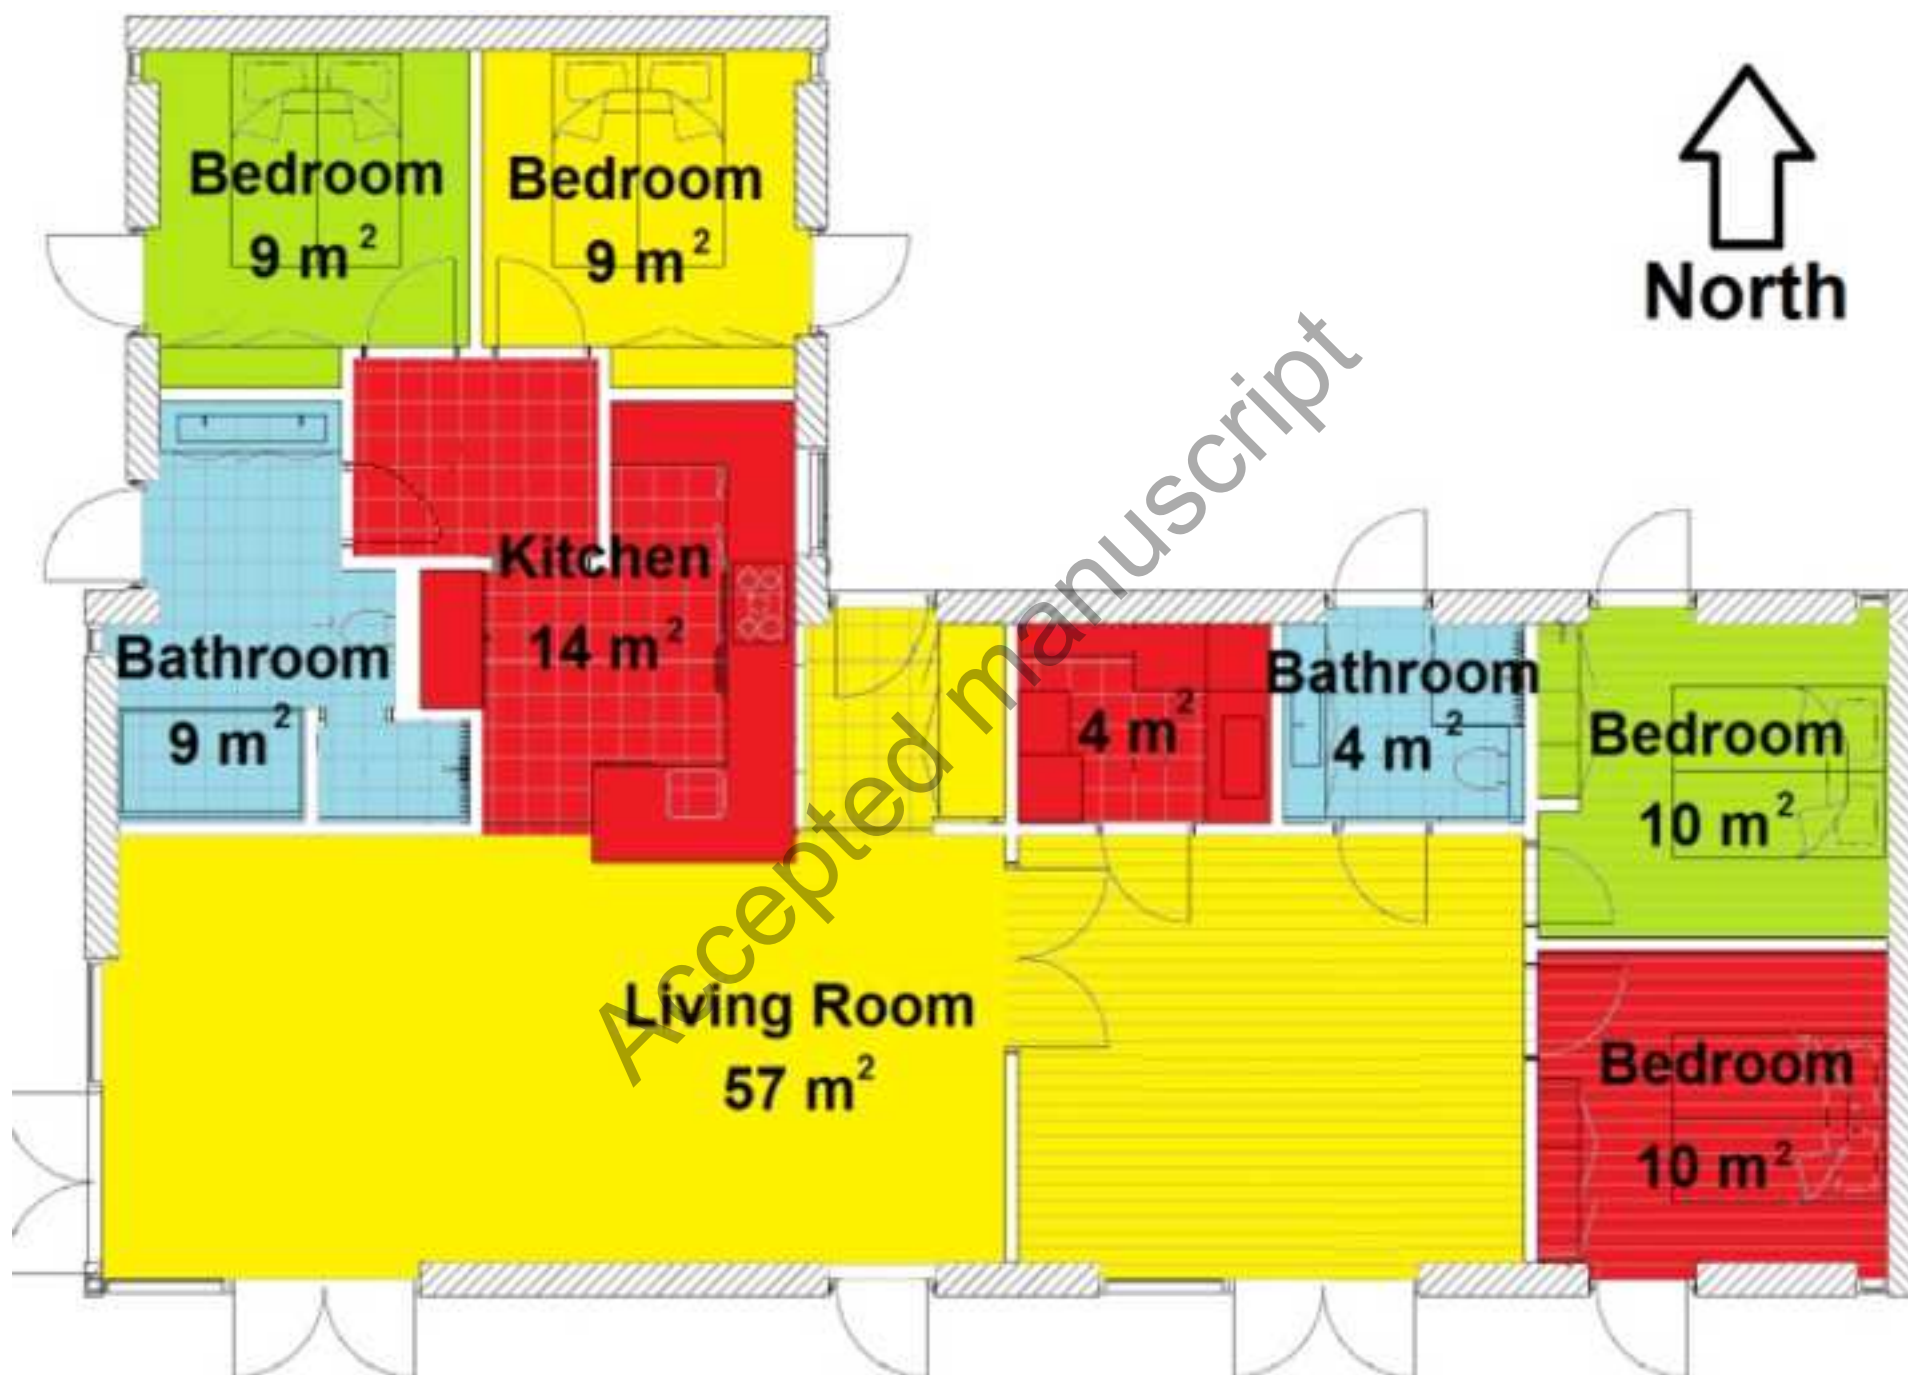 Bedroom
9 m²
Bedroom
9 m²
North
Kitchen
14 m²
Bathroom
9 m²
4 m²
Bathroom
4 m²
Bedroom
10 m²
Living Room
57 m²
Bedroom
10 m²
Accepted manuscript